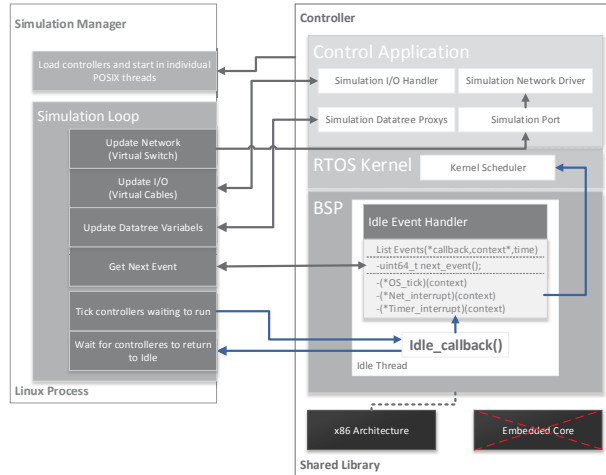 Simulation Manager
Load controllers and start in individual
POSIX threads
Simulation Loop
Update Network
(Virtual Switch)
Update I/O
(Virtual Cables)
Update Datatree Variabels
Get Next Event
Tick controllers waiting to run
Wait for controlleres to return
to Idle
Linux Process
Controller
Control Application
Simulation I/O Handler
Simulation Network Driver
Simulation Datatree Proxys
Simulation Port
RTOS Kernel
Kernel Scheduler
BSP
Idle Event Handler
List Events(*callback,context*,time)
-uint64_t next_event();
-(*OS_tick)(context)
-(*Net_interrupt)(context)
-(*Timer_interrupt)(context)
Idle_callback()
Idle Thread
x86 Architecture
Embedded Core
Shared Library